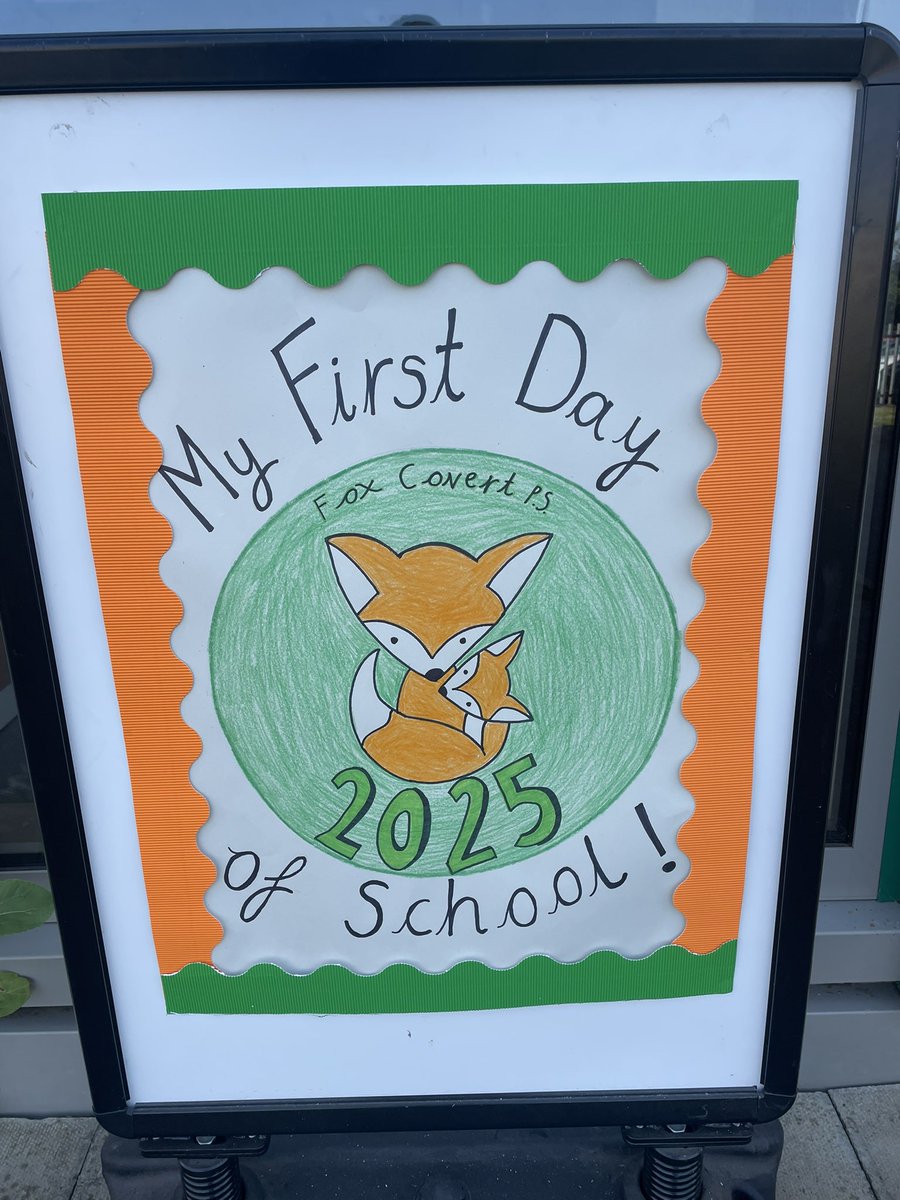 My First Day
Fox Covert P.S.
2025
of School!